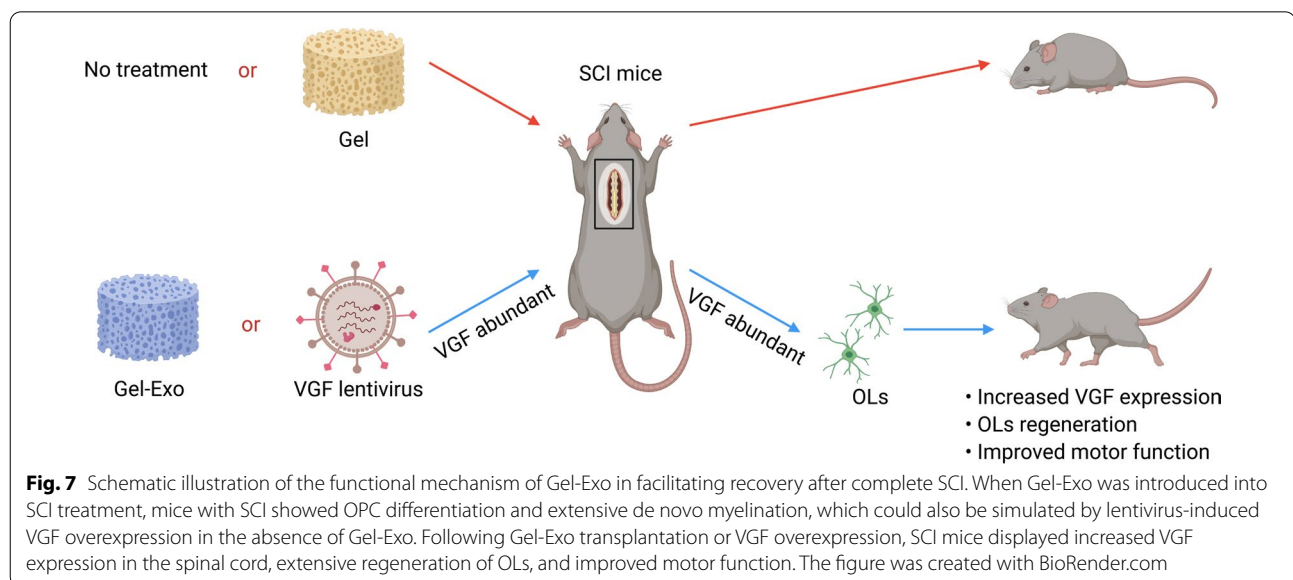 No treatment or
Gel
SCI mice
Gel-Exo
or
VGF lentivirus
VGF abundant
VGF abundant
OLs
• Increased VGF expression
• OLs regeneration
• Improved motor function
Fig. 7 Schematic illustration of the functional mechanism of Gel-Exo in facilitating recovery after complete SCI. When Gel-Exo was introduced into
SCI treatment, mice with SCI showed OPC differentiation and extensive de novo myelination, which could also be simulated by lentivirus-induced
VGF overexpression in the absence of Gel-Exo. Following Gel-Exo transplantation or VGF overexpression, SCI mice displayed increased VGF
expression in the spinal cord, extensive regeneration of OLs, and improved motor function. The figure was created with BioRender.com